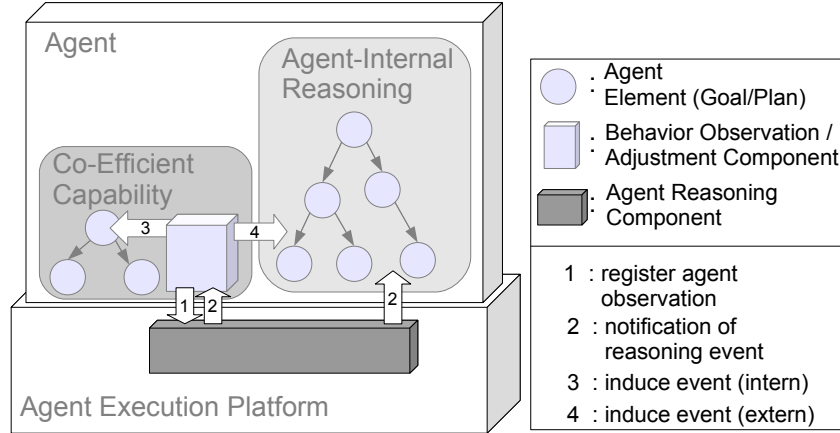 Agent
Agent-Internal
Reasoning
Co-Efficient
Capability
3
4
1
2
2
Agent Execution Platform
: Agent
Element (Goal/Plan)
: Behavior Observation /
Adjustment Component
: Agent Reasoning
Component
1 : register agent
observation
2 : notification of
reasoning event
3 : induce event (intern)
4 : induce event (extern)